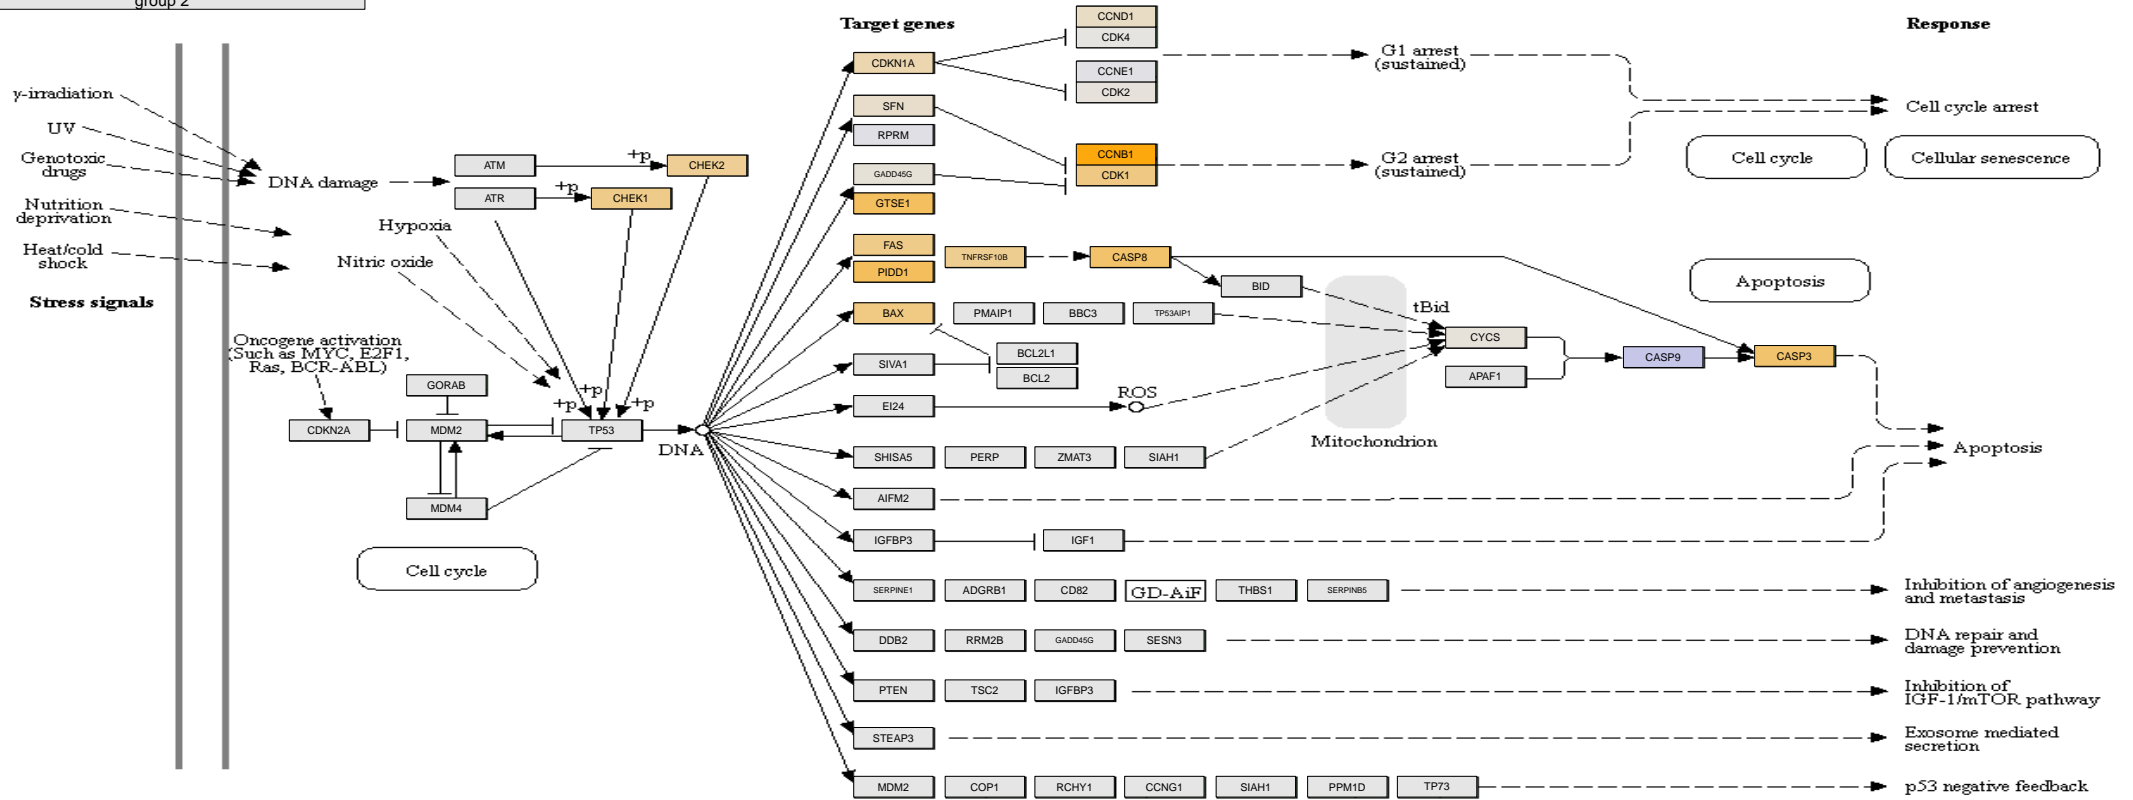 group 2
Target genes
Response
CCND1
CDK4
CDKN1A
CCNE1
CDK2
G1 arrest
(sustained)
γ-irradiation
UV
Genotoxic
drugs
Nutrition
deprivation
Heat/cold
shock
Stress signals
DNA damage
ATM
+p
CHEK2
ATR
+p
CHEK1
Hypoxia
Nitric oxide
SFN
RPRM
GADD45G
GTSE1
CCNB1
CDK1
G2 arrest
(sustained)
Cell cycle arrest
Cell cycle
Cellular senescence
FAS
PIDD1
TNFRSF10B
CASP8
BID
Apoptosis
BAX
PMAIP1
BBC3
TP53AIP1
tBid
CYCS
CASP9
CASP3
APAF1
BCL2L1
BCL2
SIVA1
EI24
ROS
Mitochondrion
Oncogene activation
(Such as MYC, E2F1,
Ras, BCR-ABL)
GORAB
+p
+p
+p
CDKN2A
MDM2
TP53
DNA
MDM4
Cell cycle
SHISA5
PERP
ZMAT3
SIAH1
Apoptosis
AIFM2
IGFBP3
IGF1
SERPINE1
ADGRB1
CD82
GD-AiF
THBS1
SERPINB5
Inhibition of angiogenesis
and metastasis
DDB2
RRM2B
GADD45G
SESN3
DNA repair and
damage prevention
PTEN
TSC2
IGFBP3
Inhibition of
IGF-1/mTOR pathway
STEAP3
Exosome mediated
secretion
MDM2
COP1
RCHY1
CCNG1
SIAH1
PPM1D
TP73
p53 negative feedback